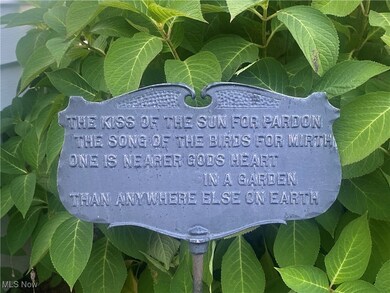 THE KISS OF THE SUN FOR PARDON
THE SONG OF THE BIRDS FOR MIRTH
ONE IS NEARER GODS HEART
IN A GARDEN
THAN ANYWHERE ELSE ON EARTH
MLS Now